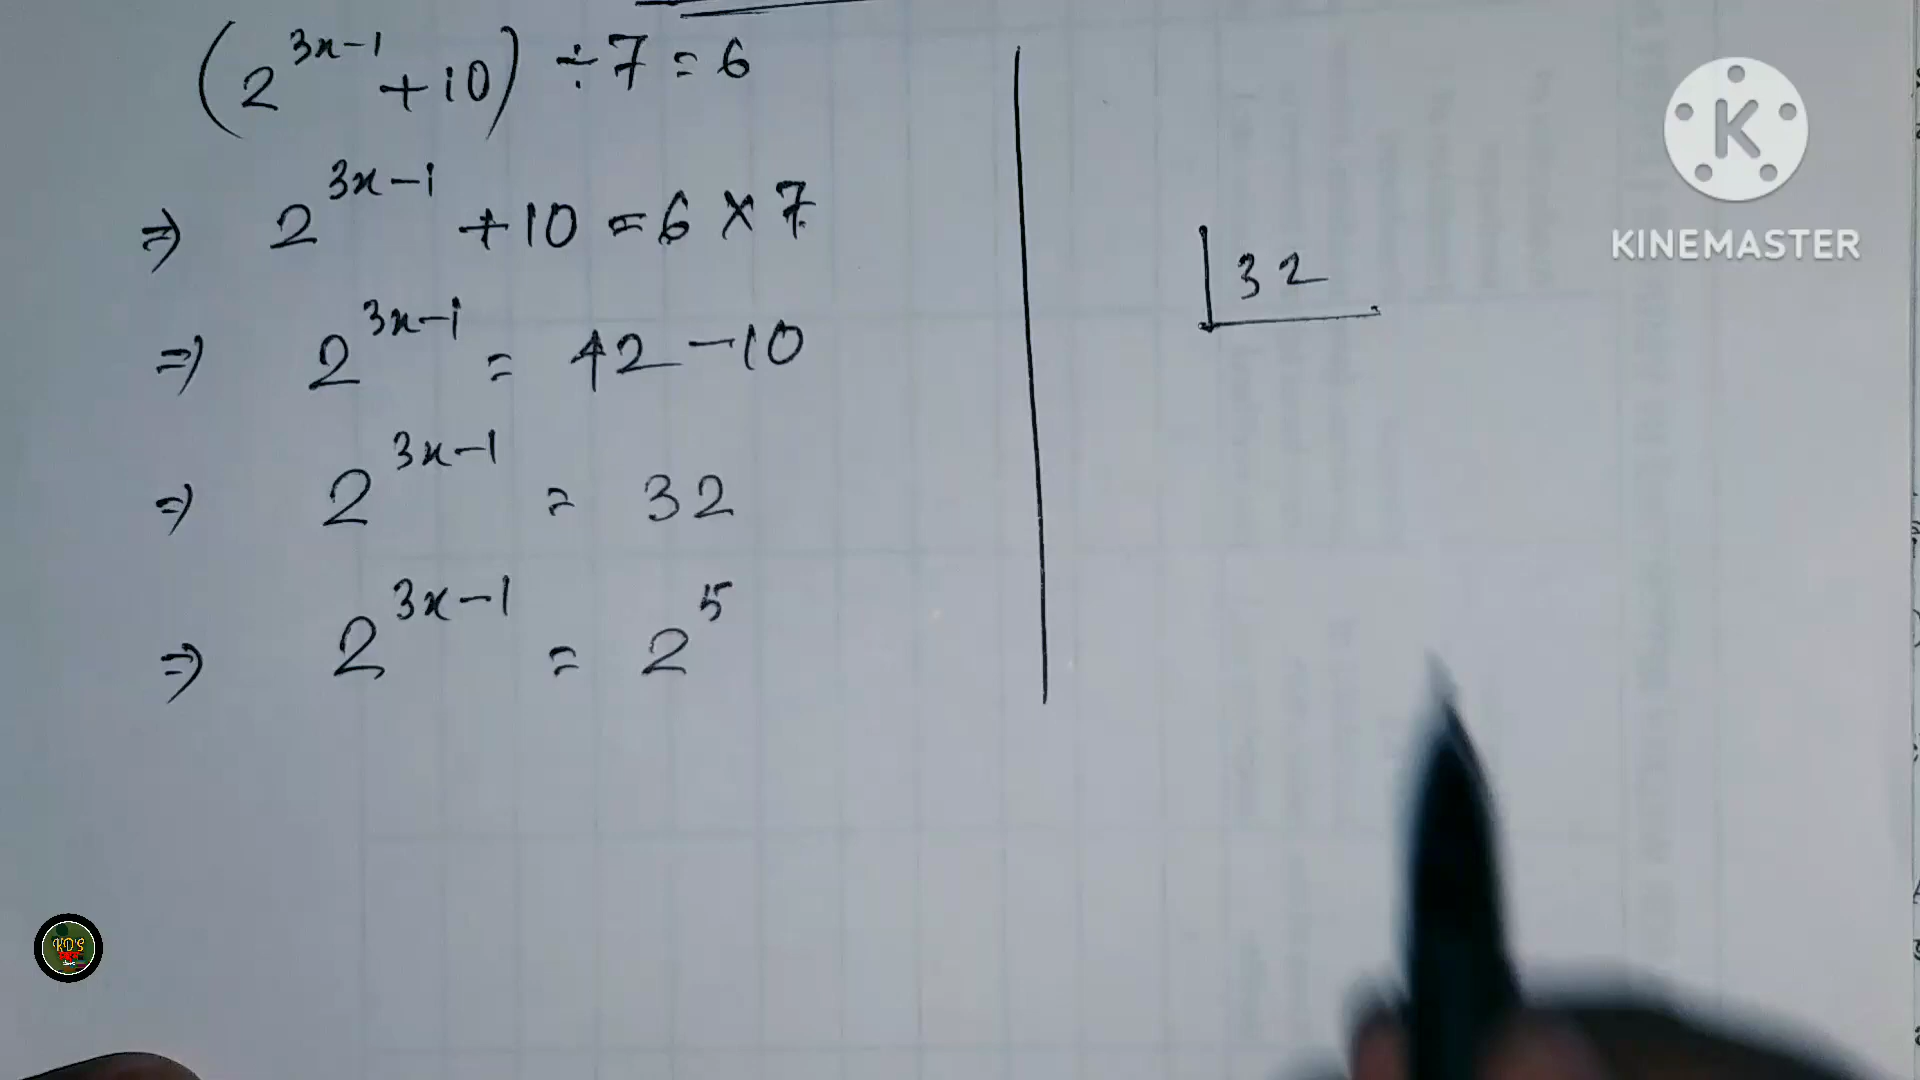 (2^{3x-1} + 10) ÷ 7 = 6
⇒ 2^{3x-1} + 10 = 6 × 7
⇒ 2^{3x-1} = 42 - 10
⇒ 2^{3x-1} = 32
⇒ 2^{3x-1} = 2^5
32
KINEMASTER
KD'S